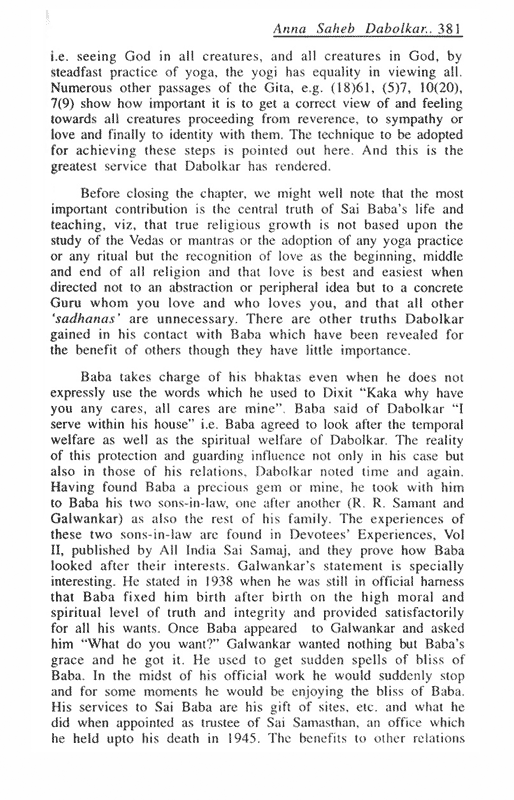 Anna Saheb Dabolkar.. 381
i.e. seeing God in all creatures, and all creatures in God, by
steadfast practice of yoga, the yogi has equality in viewing all.
Numerous other passages of the Gita, e.g. (18)61, (5)7, 10(20),
7(9) show how important it is to get a correct view of and feeling
towards all creatures proceeding from reverence, to sympathy or
love and finally to identity with them. The technique to be adopted
for achieving these steps is pointed out here. And this is the
greatest service that Dabolkar has rendered.
Before closing the chapter, we might well note that the most
important contribution is the central truth of Sai Baba's life and
teaching, viz, that true religious growth is not based upon the
study of the Vedas or mantras or the adoption of any yoga practice
or any ritual but the recognition of love as the beginning, middle
and end of all religion and that love is best and easiest when
directed not to an abstraction or peripheral idea but to a concrete
Guru whom you love and who loves you, and that all other
'sadhanas' are unnecessary. There are other truths Dabolkar
gained in his contact with Baba which have been revealed for
the benefit of others though they have little importance.
Baba takes charge of his bhaktas even when he does not
expressly use the words which he used to Dixit "Kaka why have
you any cares, all cares are mine". Baba said of Dabolkar "I
serve within his house" i.e. Baba agreed to look after the temporal
welfare as well as the spiritual welfare of Dabolkar. The reality
of this protection and guarding influence not only in his case but
also in those of his relations, Dabolkar noted time and again.
Having found Baba a precious gem or mine, he took with him
to Baba his two sons-in-law, one after another (R. R. Samant and
Galwankar) as also the rest of his family. The experiences of
these two sons-in-law are found in Devotees' Experiences, Vol
II, published by All India Sai Samaj, and they prove how Baba
looked after their interests. Galwankar's statement is specially
interesting. He stated in 1938 when he was still in official harness
that Baba fixed him birth after birth on the high moral and
spiritual level of truth and integrity and provided satisfactorily
for all his wants. Once Baba appeared to Galwankar and asked
him "What do you want?" Galwankar wanted nothing but Baba's
grace and he got it. He used to get sudden spells of bliss of
Baba. In the midst of his official work he would suddenly stop
and for some moments he would be enjoying the bliss of Baba.
His services to Sai Baba are his gift of sites, etc. and what he
did when appointed as trustee of Sai Samasthan, an office which
he held upto his death in 1945. The benefits to other relations